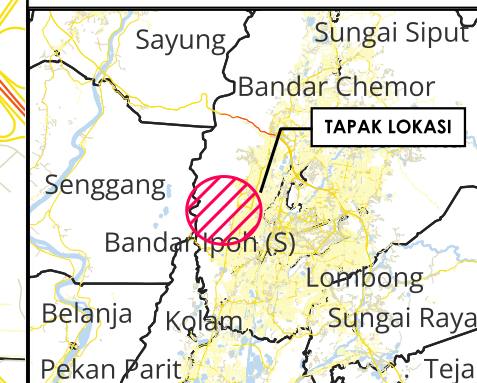 Sayung
Sungai Siput
Bandar Chemor
TAPAK LOKASI
Senggang
Bandar Ipoh (S)
Lombong
Belanja
Kolam
Sungai Raya
Pekan Parit
Teja